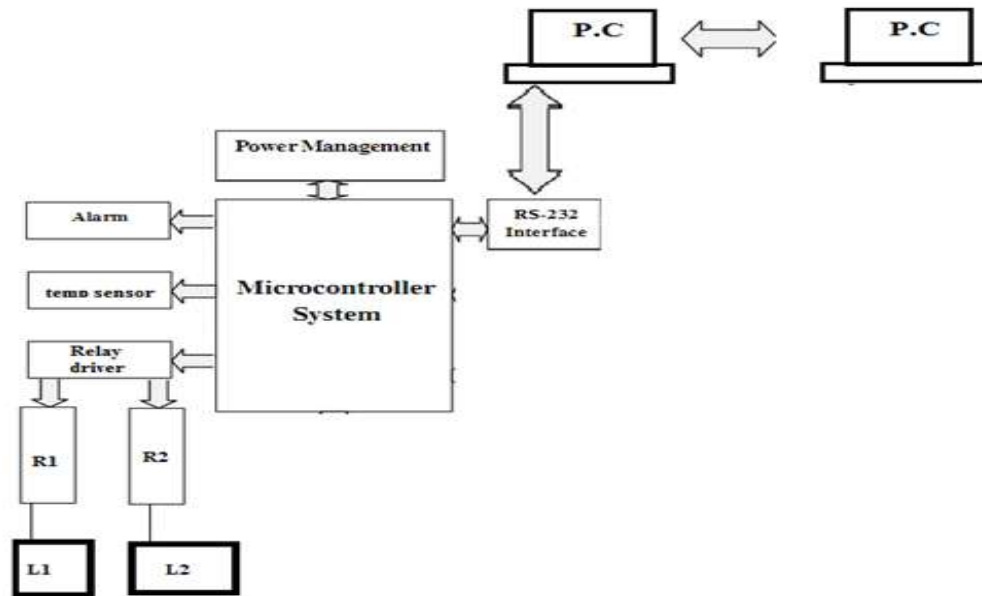 P.C
P.C
Power Management
Alarm
RS-232
Interface
temp sensor
Microcontroller
System
Relay
driver
R1
R2
L1
L2